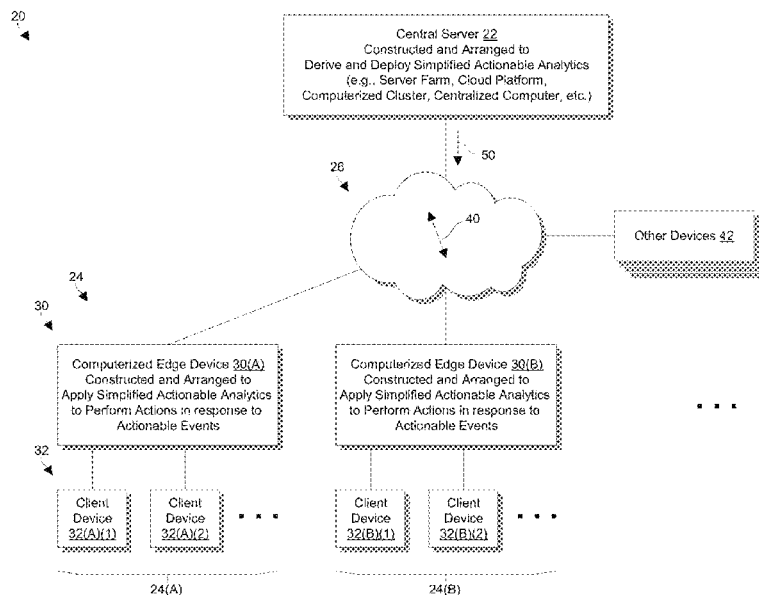 20
Central Server 22
Constructed and Arranged to
Derive and Deploy Simplified Actionable Analytics
(e.g., Server Farm, Cloud Platform,
Computerized Cluster, Centralized Computer, etc.)
50
26
40
Other Devices 42
24
30
Computerized Edge Device 30(A)
Constructed and Arranged to
Apply Simplified Actionable Analytics
to Perform Actions in response to
Actionable Events
Computerized Edge Device 30(B)
Constructed and Arranged to
Apply Simplified Actionable Analytics
to Perform Actions in response to
Actionable Events
32
Client
Device
32(A)(1)
Client
Device
32(A)(2)
Client
Device
32(B)(1)
Client
Device
32(B)(2)
24(A)
24(B)